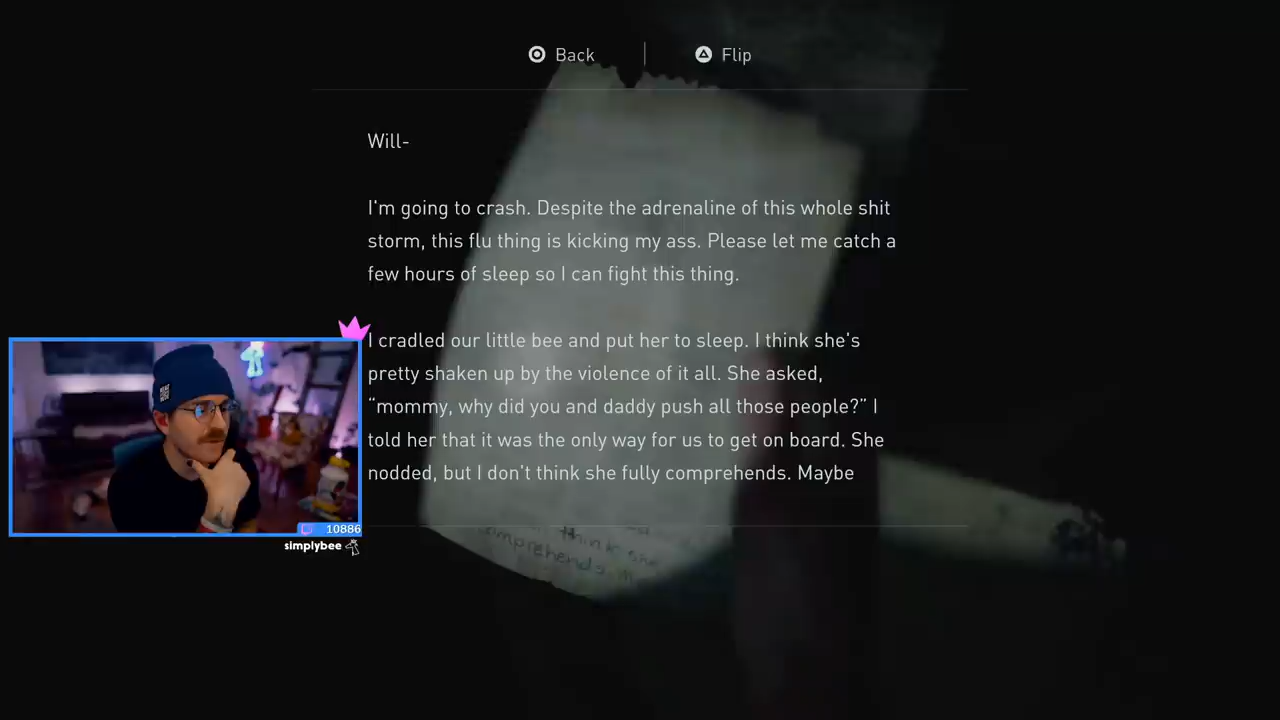 Back
Flip
Will-
I'm going to crash. Despite the adrenaline of this whole shit
storm, this flu thing is kicking my ass. Please let me catch a
few hours of sleep so I can fight this thing.
I cradled our little bee and put her to sleep. I think she's
pretty shaken up by the violence of it all. She asked,
“mommy, why did you and daddy push all those people?” I
told her that it was the only way for us to get on board. She
nodded, but I don't think she fully comprehends. Maybe
think she
comprehends.
10886
simplybee